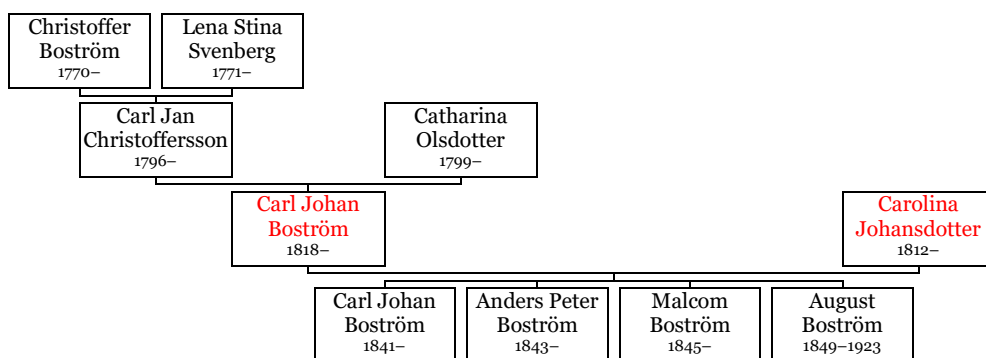 Christoffer
Boström
1770–
Lena Stina
Svenberg
1771–
Carl Jan
Christoffersson
1796–
Catharina
Olsdotter
1799–
Carl Johan
Boström
1818–
Carolina
Johansdotter
1812–
Carl Johan
Boström
1841–
Anders Peter
Boström
1843–
Malcom
Boström
1845–
August
Boström
1849–1923